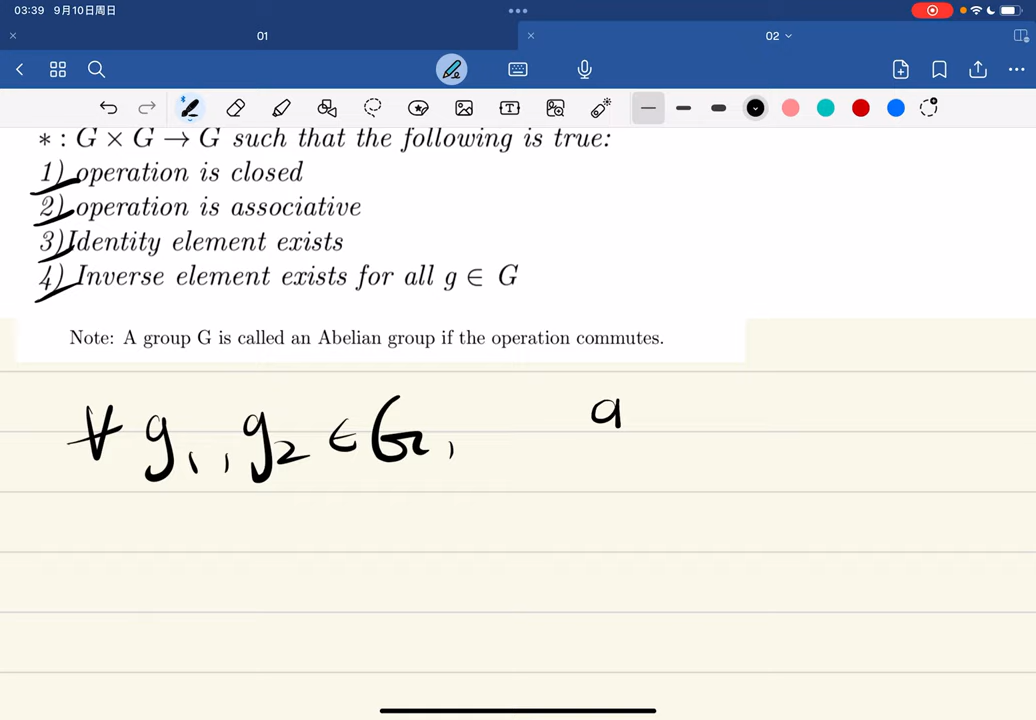 03:39 9月10日周日
01
02
* : G × G → G such that the following is true:
1) operation is closed
2) operation is associative
3)Identity element exists
4) Inverse element exists for all g ∈ G
Note: A group G is called an Abelian group if the operation commutes.
∀ g₁, g₂ ∈ G,